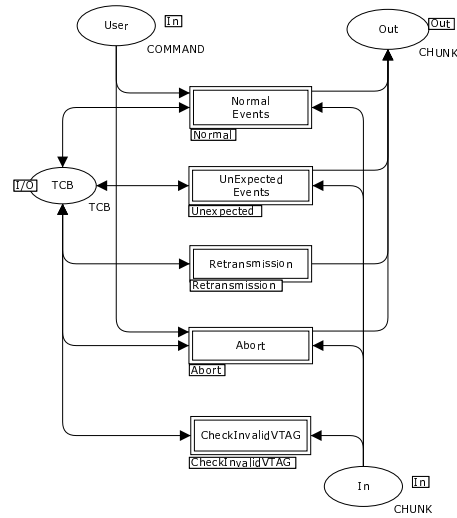 User
In
COMMAND
Out
Out
CHUNK
Normal
Events
Normal
I/O
TCB
TCB
UnExpected
Events
Unexpected
Retransmission
Retransmission
Abort
Abort
CheckInvalidVTAG
CheckInvalidVTAG
In
In
CHUNK